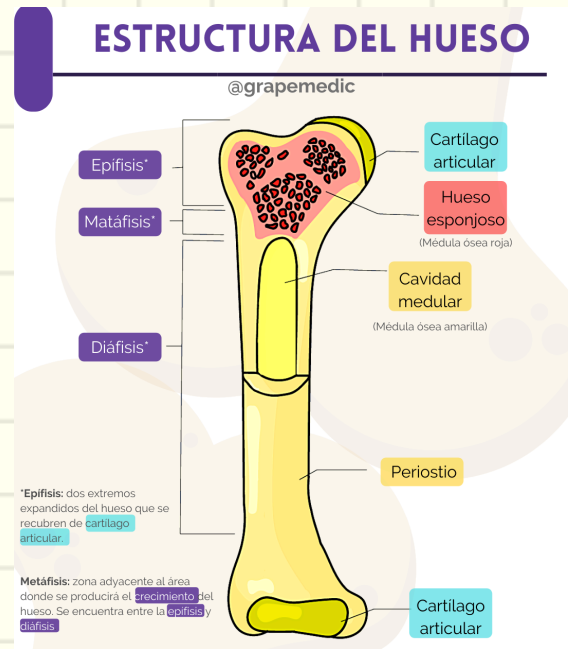 ESTRUCTURA DEL HUESO
@grapemedic
Epífisis*
Matáfisis*
Diáfisis*
Cartílago
articular
Hueso
esponjoso
(Médula ósea roja)
Cavidad
medular
(Médula ósea amarilla)
Periostio
Cartílago
articular
*Epífisis: dos extremos
expandidos del hueso que se
recubren de cartílago
articular.
Metáfisis: zona adyacente al área
donde se producirá el crecimiento del
hueso. Se encuentra entre la epífisis y
diáfisis